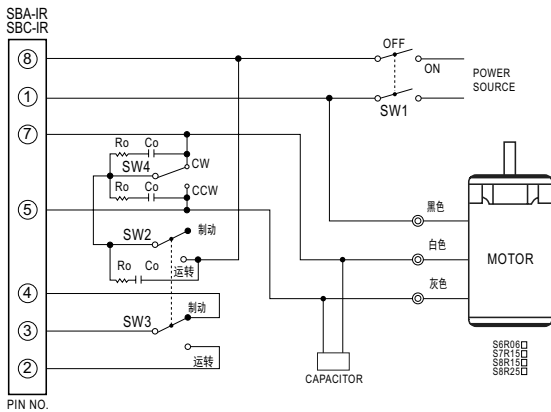 SBA-IR
SBC-IR
8
OFF
ON
POWER
SOURCE
1
SW1
7
Ro Co
SW4
CW
Ro Co
CCW
5
黑色
SW2
制动
白色
MOTOR
Ro Co
运转
灰色
4
制动
3
SW3
运转
2
CAPACITOR
S6R06□
S7R15□
S8R15□
S8R25□
PIN NO.